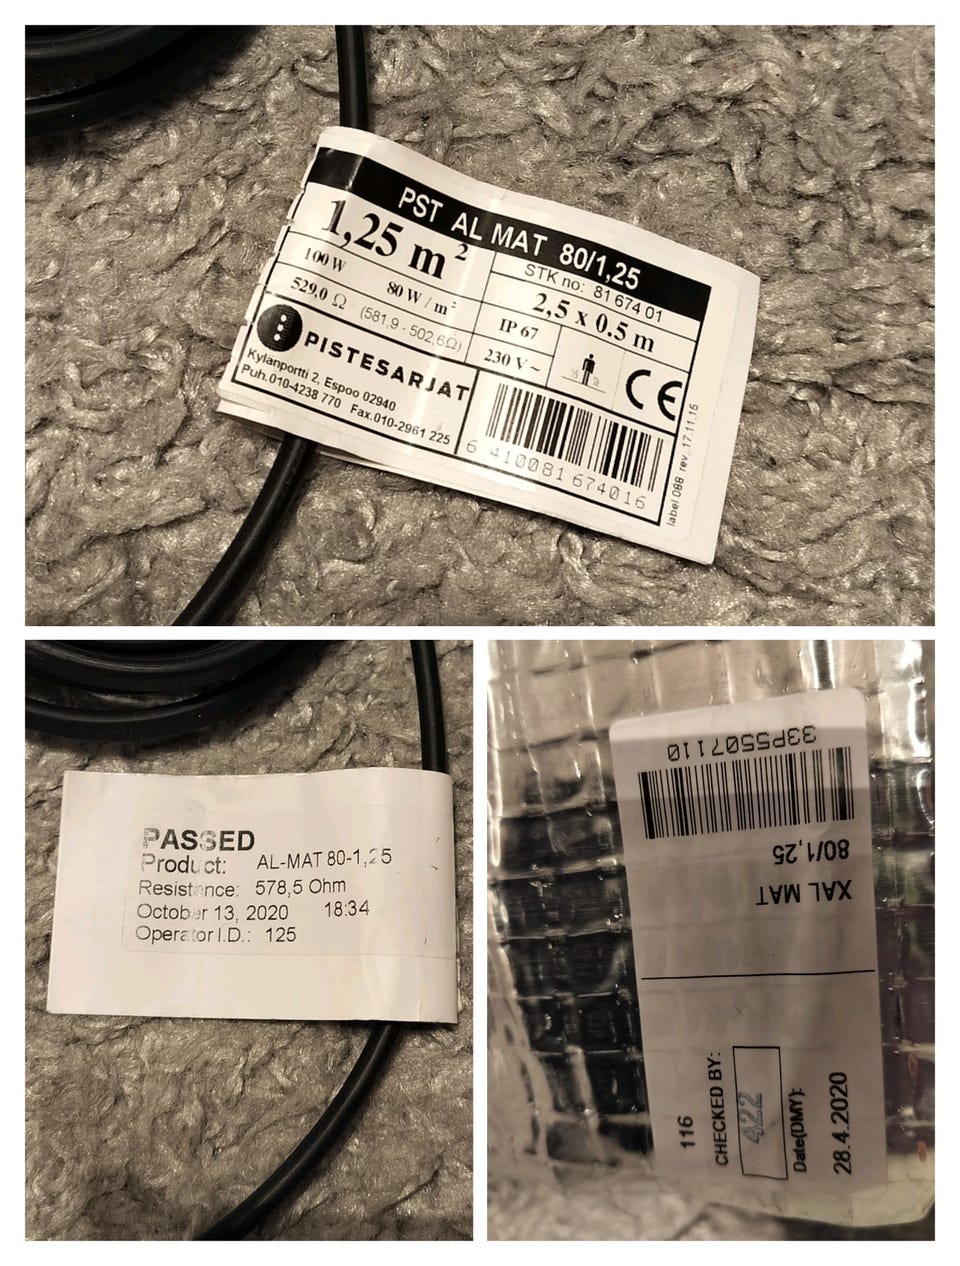 PST AL MAT 80/1,25
1,25 m²
STK no: 81 674 01
100 W 80 W / m²
2,5 x 0.5 m
529,0 Ω (581,9 - 502,6Ω)
IP 67
230 V~
CE
PISTESARJAT
Kylänportti 2, Espoo 02940
Puh.010-4238 770 Fax.010-2961 225
6 410081 674016
label 088 rev. 17.11.15
PASSED
Product: AL-MAT 80-1,25
Resistance: 578,5 Ohm
October 13, 2020 18:34
Operator I.D.: 125
33P5507110
80/1,25
XAL MAT
116
CHECKED BY:
422
Date(DMY):
28.4.2020